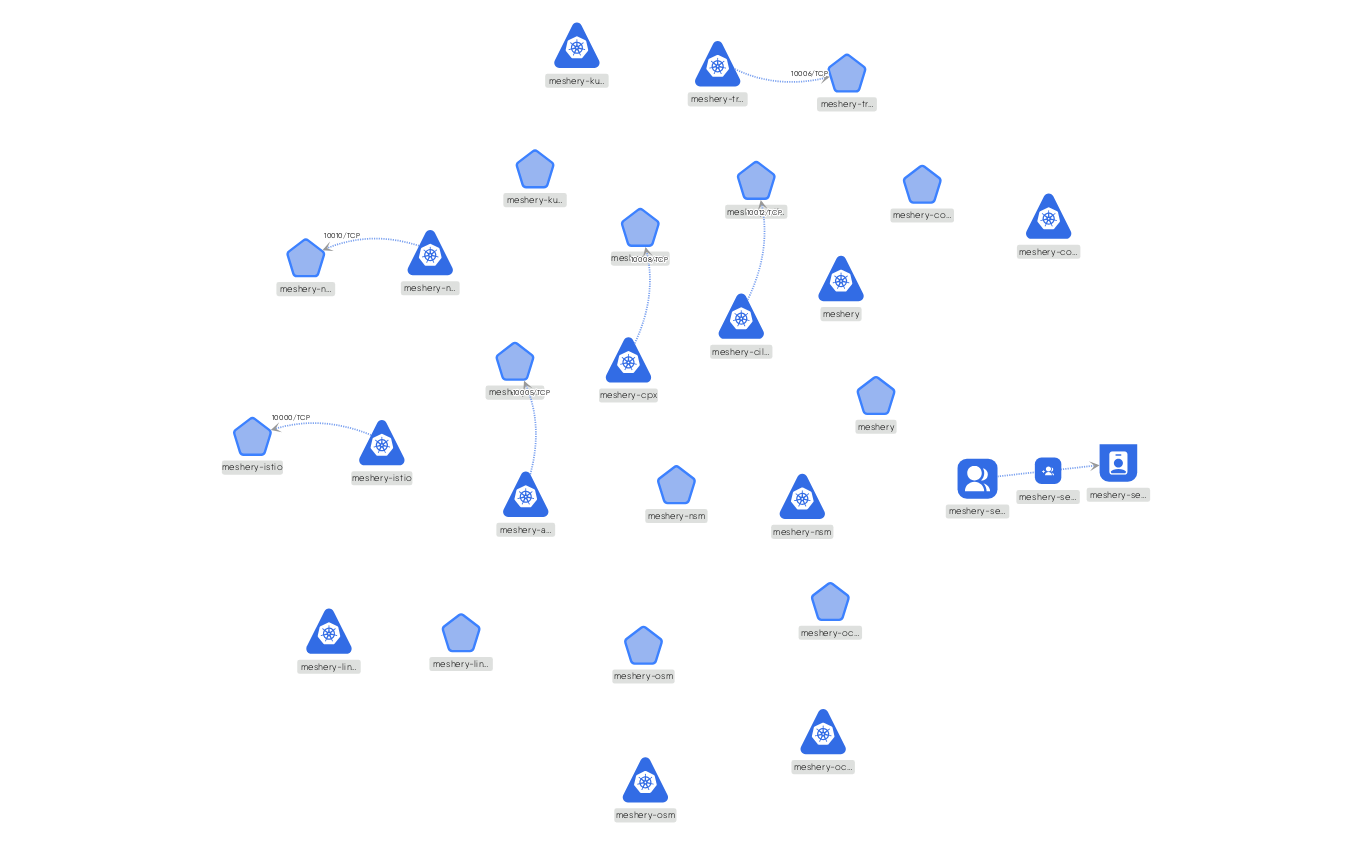 meshery-ku..
meshery-tr...
10006/TCP
meshery-tr...
meshery-ku..
10012/TCP
meshery-co...
meshery-co...
10010/TCP
meshery-n...
meshery-n..
10008/TCP
meshery
meshery-cil...
10005/TCP
meshery-cpx
10000/TCP
meshery-istio
meshery-istio
meshery
meshery-a...
meshery-nsm
meshery-nsm
meshery-se...
meshery-se...
meshery-se...
meshery-lin..
meshery-lin..
meshery-osm
meshery-oc...
meshery-oc...
meshery-osm